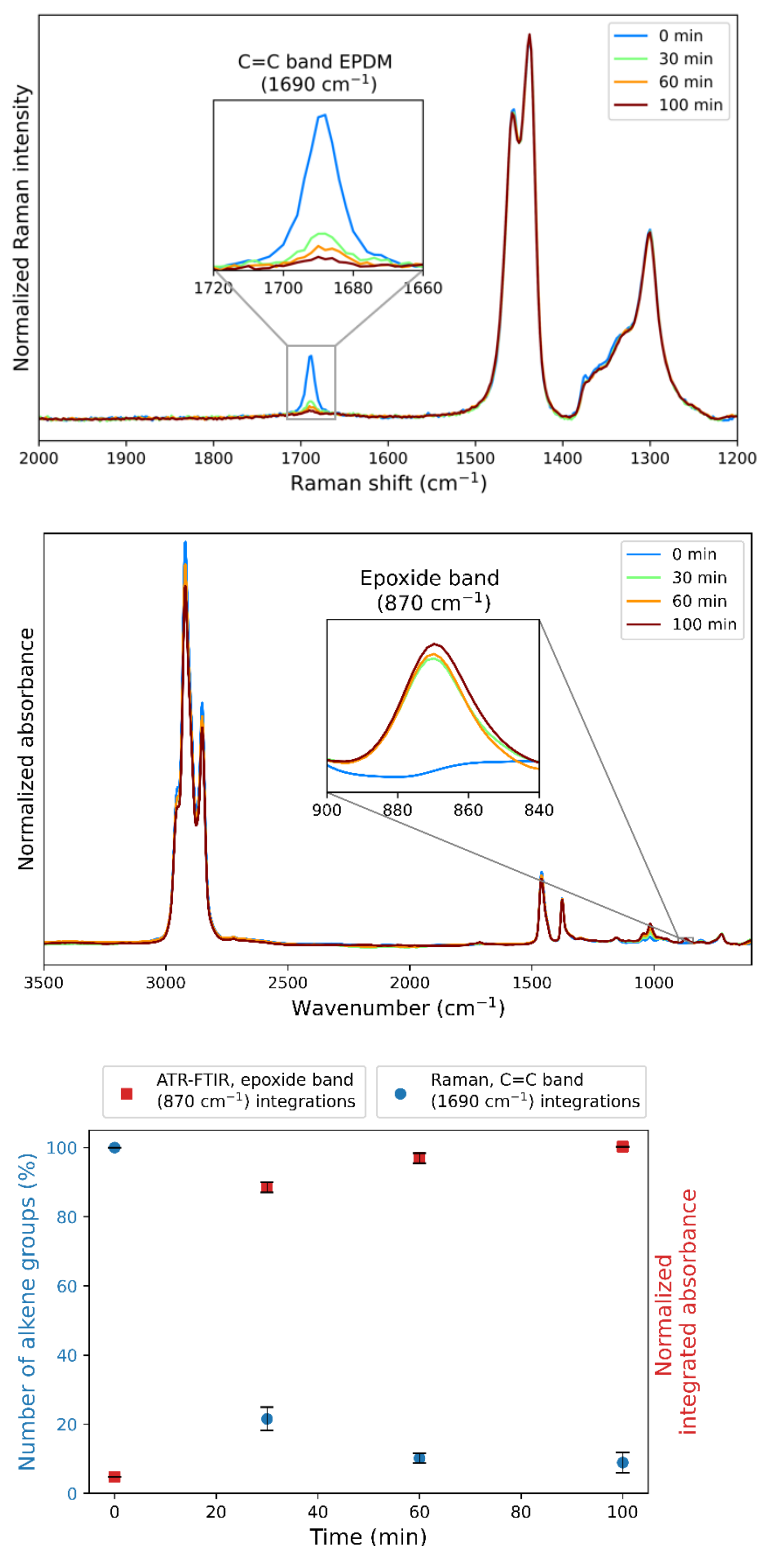 0 min
30 min
60 min
100 min
C=C band EPDM
(1690 cm⁻¹)
1720
1700
1680
1660
Normalized Raman intensity
2000
1900
1800
1700
1600
1500
1400
1300
1200
Raman shift (cm⁻¹)
0 min
30 min
60 min
100 min
Epoxide band
(870 cm⁻¹)
900
880
860
840
Normalized absorbance
3500
3000
2500
2000
1500
1000
Wavenumber (cm⁻¹)
ATR-FTIR, epoxide band
(870 cm⁻¹) integrations
Raman, C=C band
(1690 cm⁻¹) integrations
Number of alkene groups (%)
100
80
60
40
20
0
Normalized
integrated absorbance
0
20
40
60
80
100
Time (min)